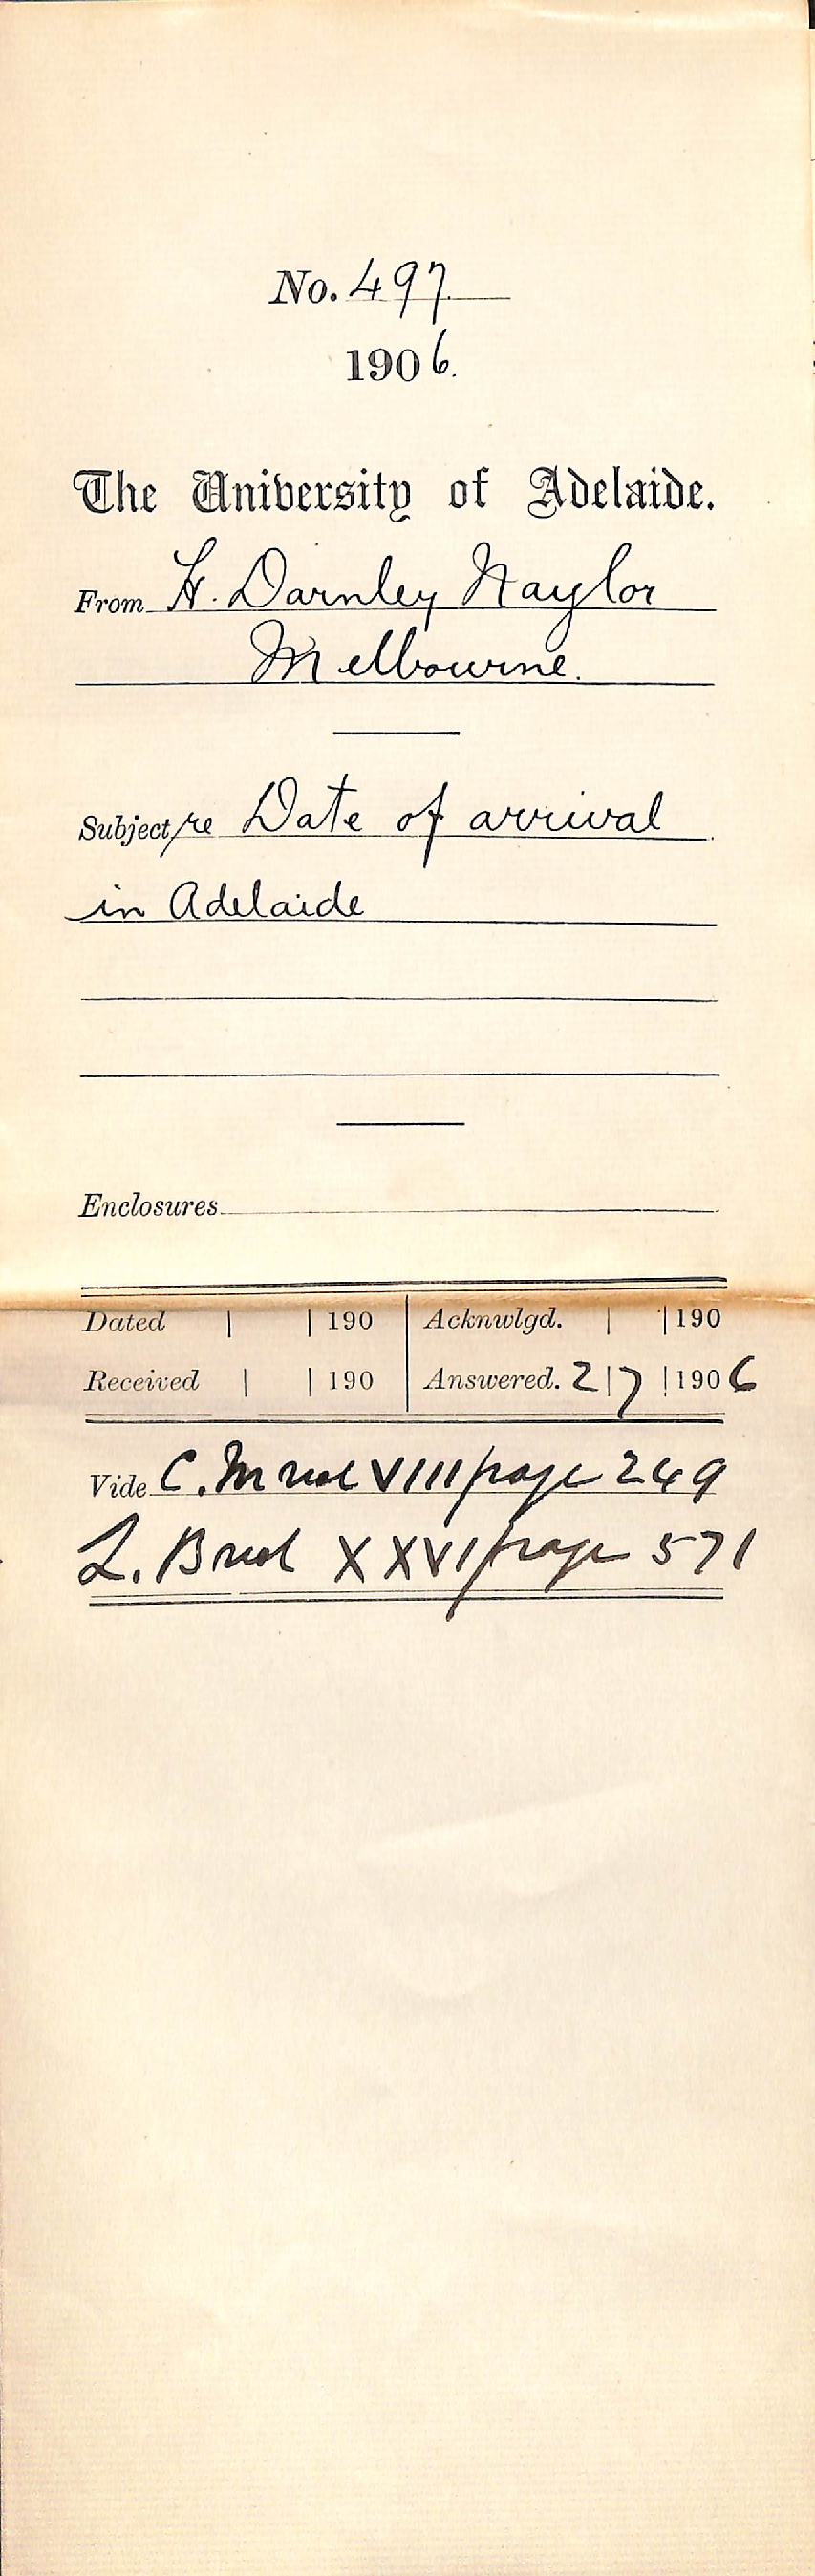 No. 497
1906.
The University of Adelaide.
From H. Darnley Naylor
Melbourne.
Subject/re Date of arrival
in Adelaide
Enclosures
Dated | | 190 | Acknwlgd. | | 190
Received | | 190 | Answered. 2|7 |1906
Vide C.M vol VIII/page 249
L.B vol XXVI/page 571